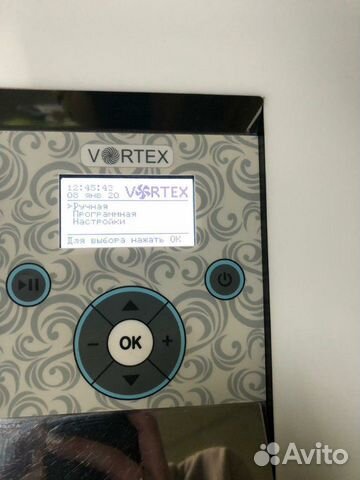 VORTEX
12:45:43
08 янв 20 VORTEX
>Ручная
Программная
Настройки
Для выбора нажать OK
OK
Avito